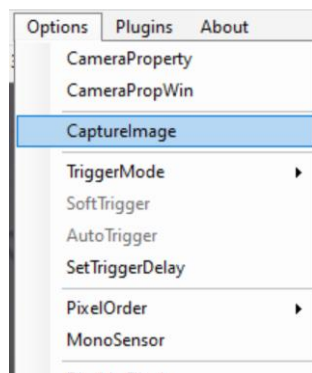 Options Plugins About
CameraProperty
CameraPropWin
CaptureImage
TriggerMode
SoftTrigger
AutoTrigger
SetTriggerDelay
PixelOrder
MonoSensor